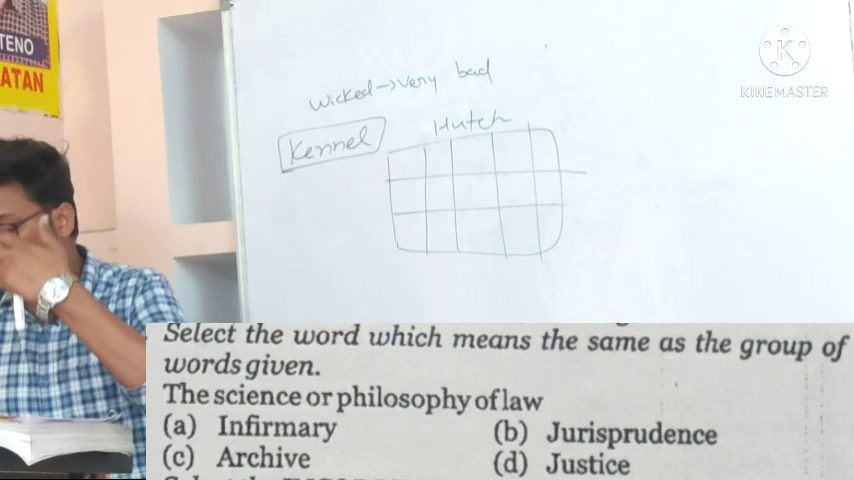 TENO
ATAN
KINEMASTER
wicked→very bad
Kennel
Hutch
Select the word which means the same as the group of
words given.
The science or philosophy of law
(a) Infirmary
(b) Jurisprudence
(c) Archive
(d) Justice